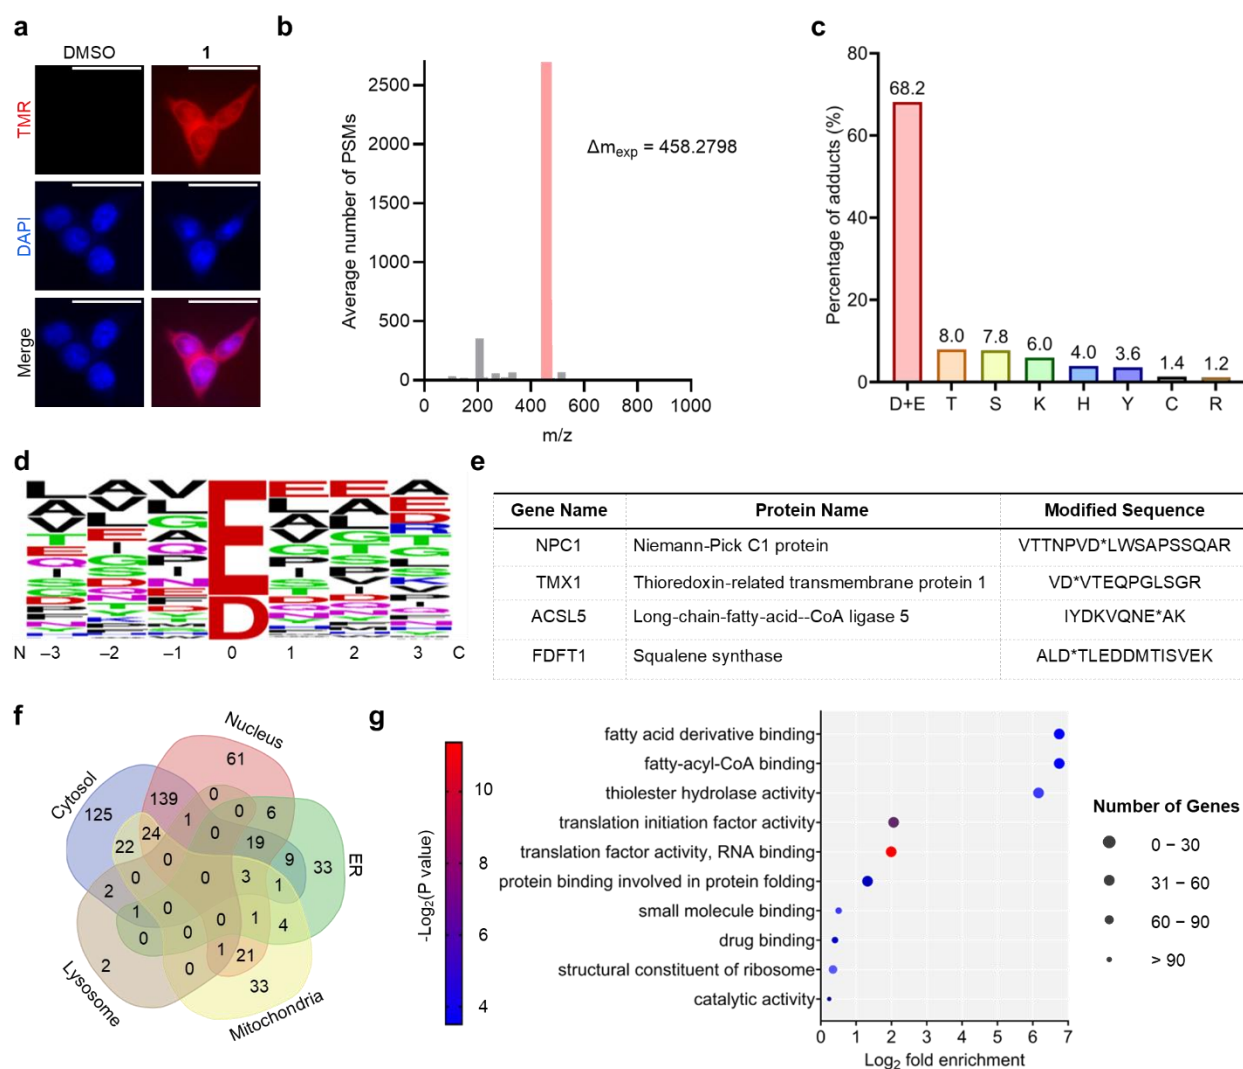 a
DMSO
1
TMR
DAPI
Merge
b
Average number of PSMs
2500
2000
1500
1000
500
0
Δm_exp = 458.2798
0 200 400 600 800 1000
m/z
c
Percentage of adducts (%)
80
60
40
20
0
68.2
8.0
7.8
6.0
4.0
3.6
1.4
1.2
D+E T S K H Y C R
d
E
D
N –3 –2 –1 0 1 2 3 C
e
Gene Name Protein Name Modified Sequence
NPC1 Niemann-Pick C1 protein VTTNPVD*LWSAPSSQAR
TMX1 Thioredoxin-related transmembrane protein 1 VD*VTEQPGLSGR
ACSL5 Long-chain-fatty-acid--CoA ligase 5 IYDKVQNE*AK
FDFT1 Squalene synthase ALD*TLEDDMTISVEK
f
Nucleus
Cytosol
ER
Lysosome
Mitochondria
61
125 139 0 0 6
1 0 19 9 33
22 24 0 0 3 1
0 2 1 0 0 1 4
0 0 1 21
2 0 33
g
-Log₂(P value)
10
8
6
4
fatty acid derivative binding
fatty-acyl-CoA binding
thiolester hydrolase activity
translation initiation factor activity
translation factor activity, RNA binding
protein binding involved in protein folding
small molecule binding
drug binding
structural constituent of ribosome
catalytic activity
0 1 2 3 4 5 6 7
Log₂ fold enrichment
Number of Genes
0 – 30
31 – 60
60 – 90
> 90